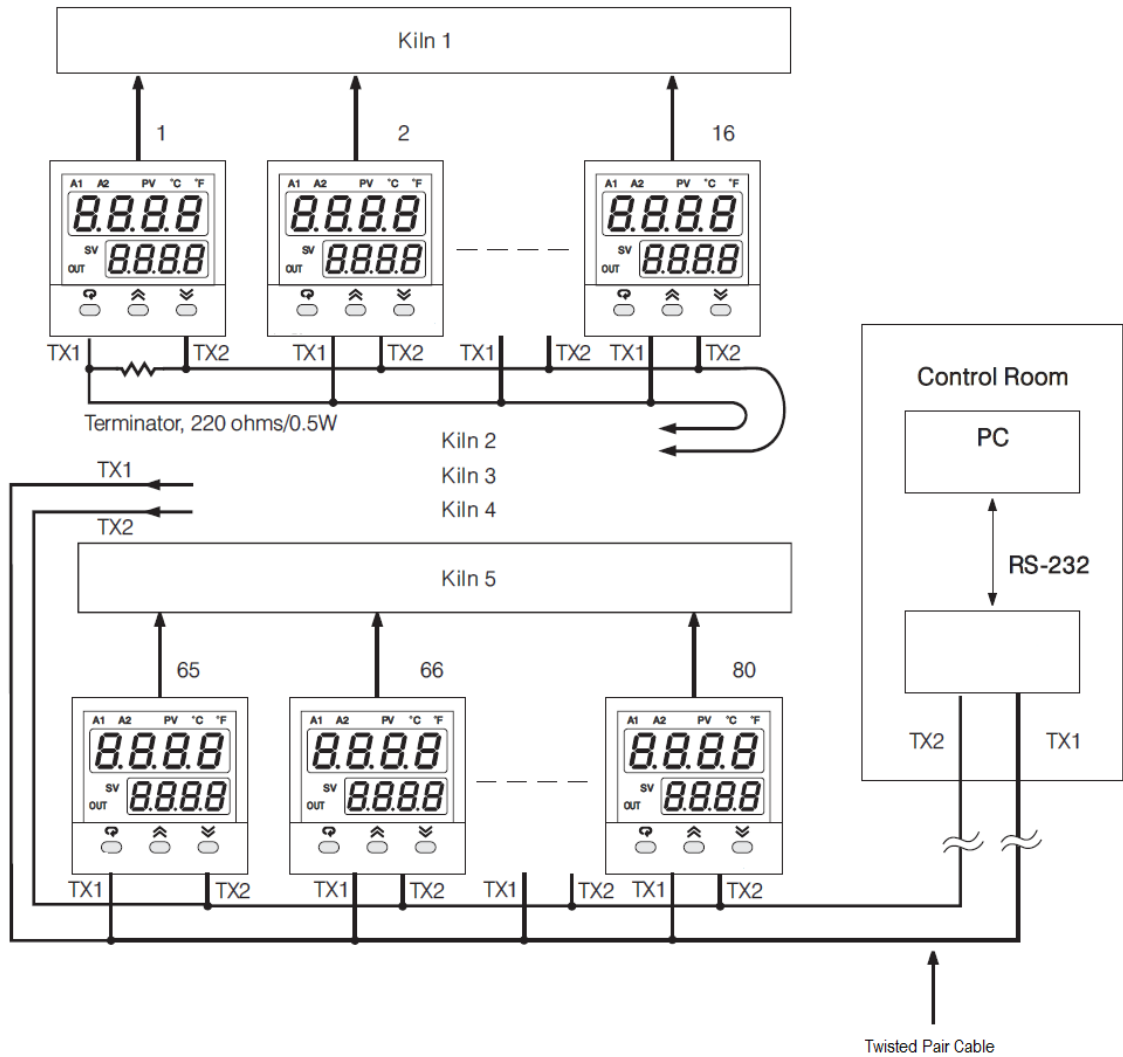 Kiln 1
1 2 16
A1 A2 PV °C °F A1 A2 PV °C °F A1 A2 PV °C °F
8.8.8.8 8.8.8.8 8.8.8.8
SV 8.8.8.8 SV 8.8.8.8 SV 8.8.8.8
OUT OUT OUT
TX1 TX2 TX1 TX2 TX1 TX2 TX1 TX2
Terminator, 220 ohms/0.5W
Kiln 2
TX1 Kiln 3
Kiln 4
TX2
Kiln 5
65 66 80
A1 A2 PV °C °F A1 A2 PV °C °F A1 A2 PV °C °F
8.8.8.8 8.8.8.8 8.8.8.8
SV 8.8.8.8 SV 8.8.8.8 SV 8.8.8.8
OUT OUT OUT
TX1 TX2 TX1 TX2 TX1 TX2 TX1 TX2
Control Room
PC
RS-232
TX2 TX1
Twisted Pair Cable